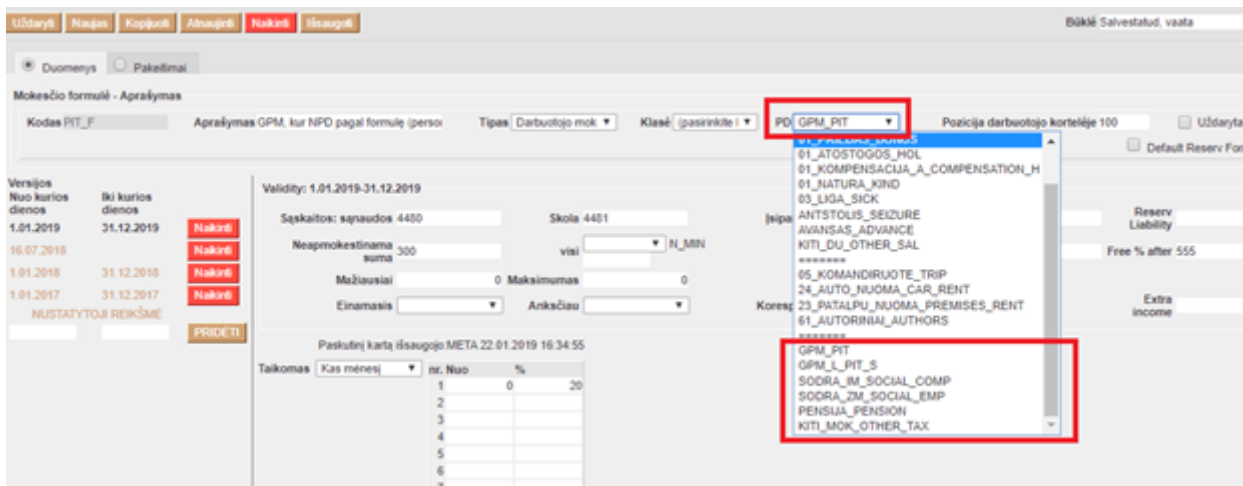 Uždaryti Naujas Kopijuoti Atnaujinti Naikinti Išsaugoti Būklė Salvestatud, vaata
Duomenys Pakeitimai
Mokesčio formulė - Aprašymas
Kodas PIT_F Aprašymas GPM, kur NPD pagal formulę (persoi Tipas Darbuotojo mok Klasė (pasirinkite l PD GPM_PIT Pozicija darbuotojo kortelėje 100 Uždaryta
Default Reserv For
01_ATOSTOGOS_HOL
01_KOMPENSACIJA_A_COMPENSATION_H
01_NATURA_KIND
03_LIGA_SICK
ANTSTOLIS_SEIZURE
AVANSAS_ADVANCE
KITI_DU_OTHER_SAL
=======
05_KOMANDIRUOTE_TRIP
24_AUTO_NUOMA_CAR_RENT
23_PATALPU_NUOMA_PREMISES_RENT
61_AUTORINIAI_AUTHORS
=======
GPM_PIT
GPM_L_PIT_S
SODRA_IM_SOCIAL_COMP
SODRA_ZM_SOCIAL_EMP
PENSIJA_PENSION
KITI_MOK_OTHER_TAX
Versijos
Nuo kurios dienos Iki kurios dienos
1.01.2019 31.12.2019 Naikinti
16.07.2018 Naikinti
1.01.2018 31.12.2018 Naikinti
1.01.2017 31.12.2017 Naikinti
NUSTATYTOJI REIKŠMĖ
PRIDĖTI
Validity: 1.01.2019-31.12.2019
Sąskaitos: sąnaudos 4480 Skola 4481 Įsipa Reserv Liability
Neapmokestinama suma 300 visi N_MIN Free % after 555
Mažiausiai 0 Maksimumas 0
Einamasis Anksčiau Koresp Extra income
Paskutinį kartą išsaugojo:META 22.01.2019 16:34:55
Taikomas Kas mėnesį nr. Nuo %
1 0 20
2
3
4
5
6